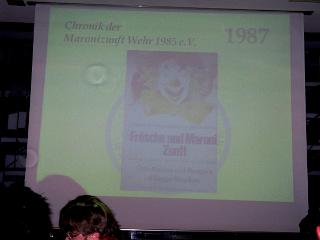 Chronik der
Maronizunft Wehr 1985 e.V.
1987
Frösche und Maroni
Zunft